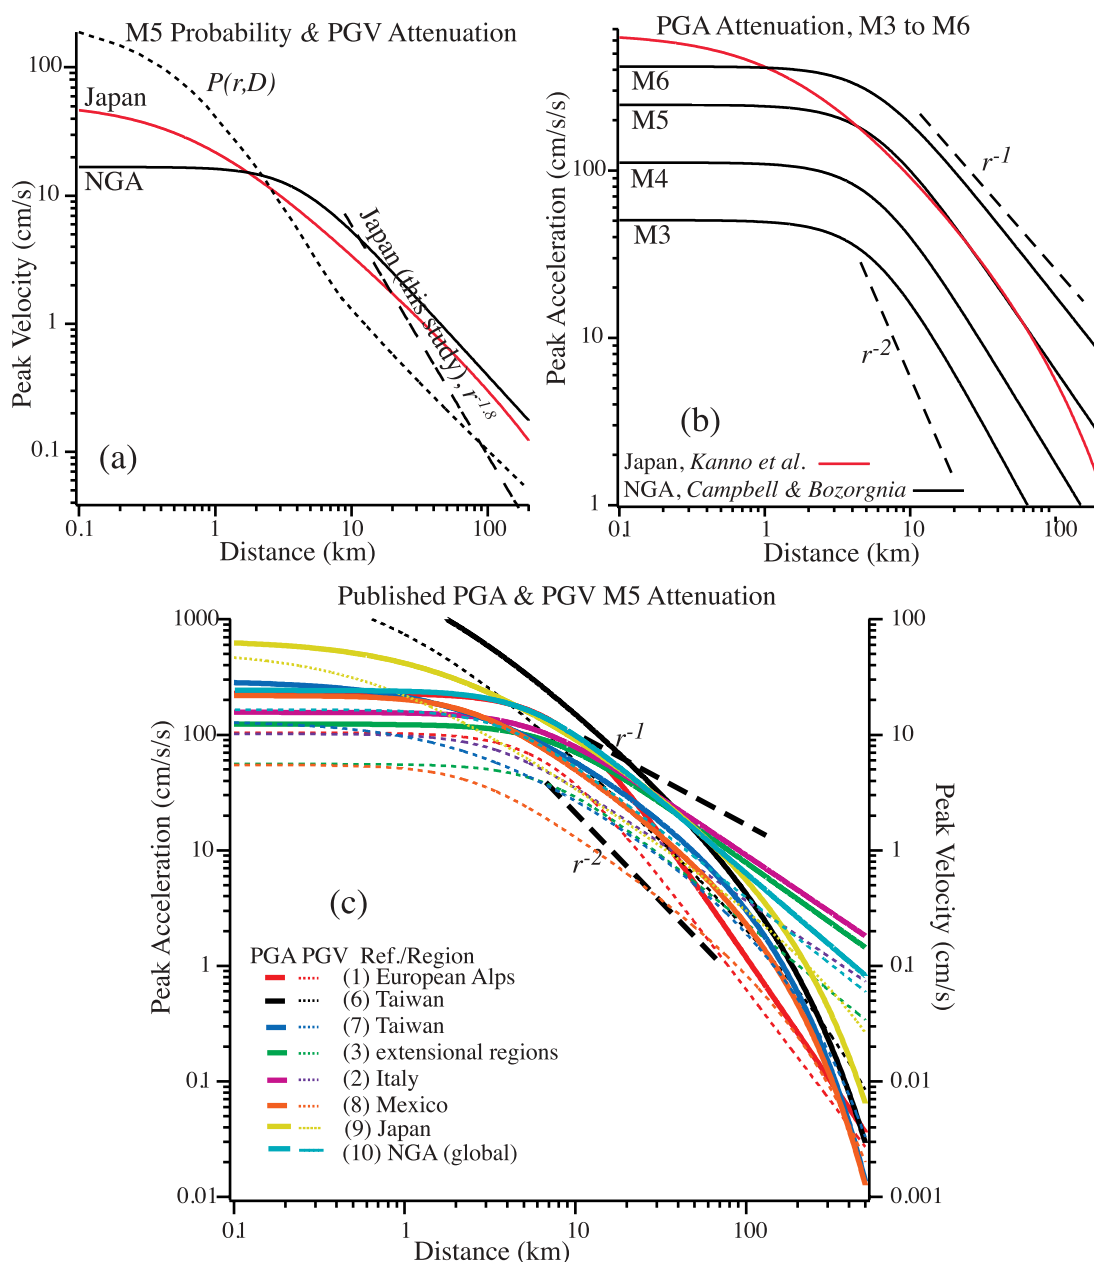 M5 Probability & PGV Attenuation
Peak Velocity (cm/s)
100
10
1
0.1
P(r,D)
Japan
NGA
Japan (this study), r-1.8
(a)
0.1
1
10
100
Distance (km)
PGA Attenuation, M3 to M6
Peak Acceleration (cm/s/s)
100
10
1
M6
M5
M4
M3
r-1
r-2
(b)
Japan, Kanno et al.
NGA, Campbell & Bozorgnia
0.1
1
10
100
Distance (km)
Published PGA & PGV M5 Attenuation
Peak Acceleration (cm/s/s)
1000
100
10
1
0.1
0.01
r-1
r-2
(c)
PGA PGV Ref./Region
(1) European Alps
(6) Taiwan
(7) Taiwan
(3) extensional regions
(2) Italy
(8) Mexico
(9) Japan
(10) NGA (global)
100
10
1
0.1
0.01
0.001
Peak Velocity (cm/s)
0.1
1
10
100
Distance (km)